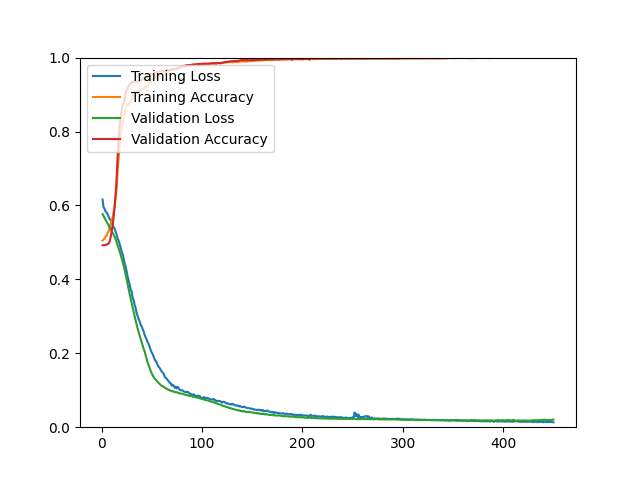 1.0
0.8
0.6
0.4
0.2
0.0
Training Loss
Training Accuracy
Validation Loss
Validation Accuracy
0 100 200 300 400